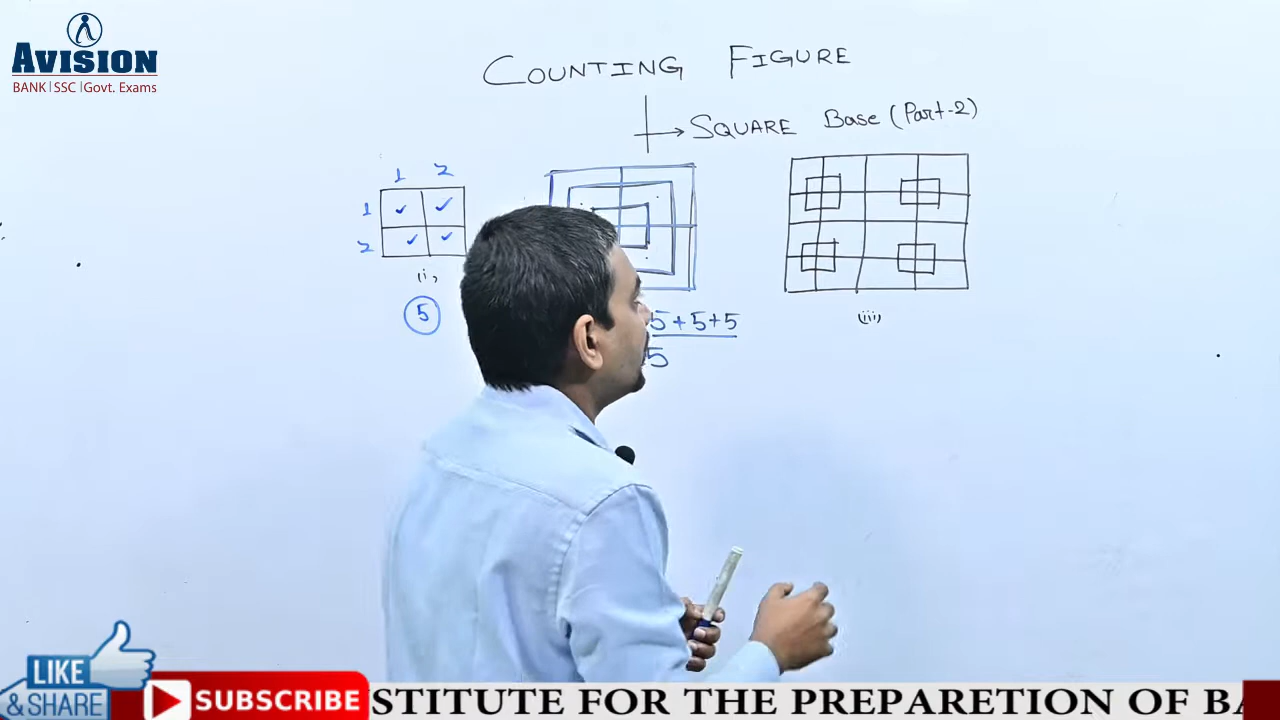 AVISION
BANK|SSC|Govt. Exams
COUNTING FIGURE
SQUARE Base (Part-2)
1 2
1
2
(i)
5
5+5+5
5
(iii)
LIKE
& SHARE
SUBSCRIBE
STITUTE FOR THE PREPARETION OF BA